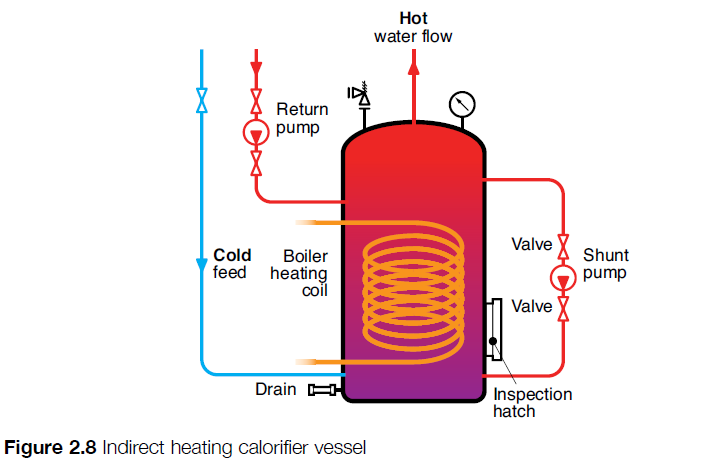 Hot
water flow
Return
pump
Cold
feed
Boiler
heating
coil
Valve
Shunt
pump
Valve
Drain
Inspection
hatch
Figure 2.8 Indirect heating calorifier vessel